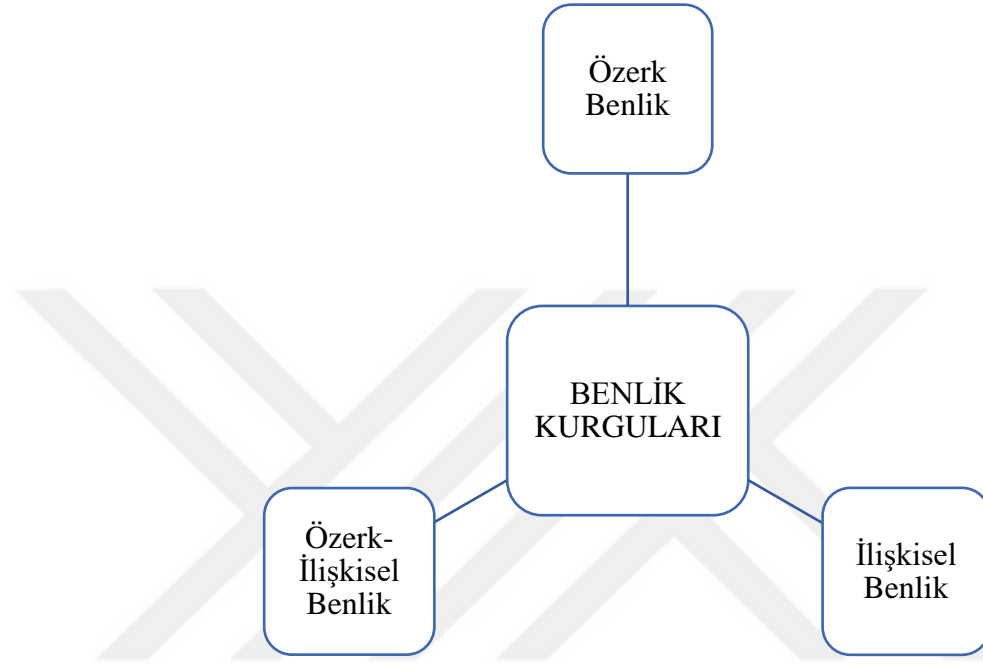 Özerk
Benlik
BENLİK
KURGULARI
Özerk-
İlişkisel
Benlik
İlişkisel
Benlik